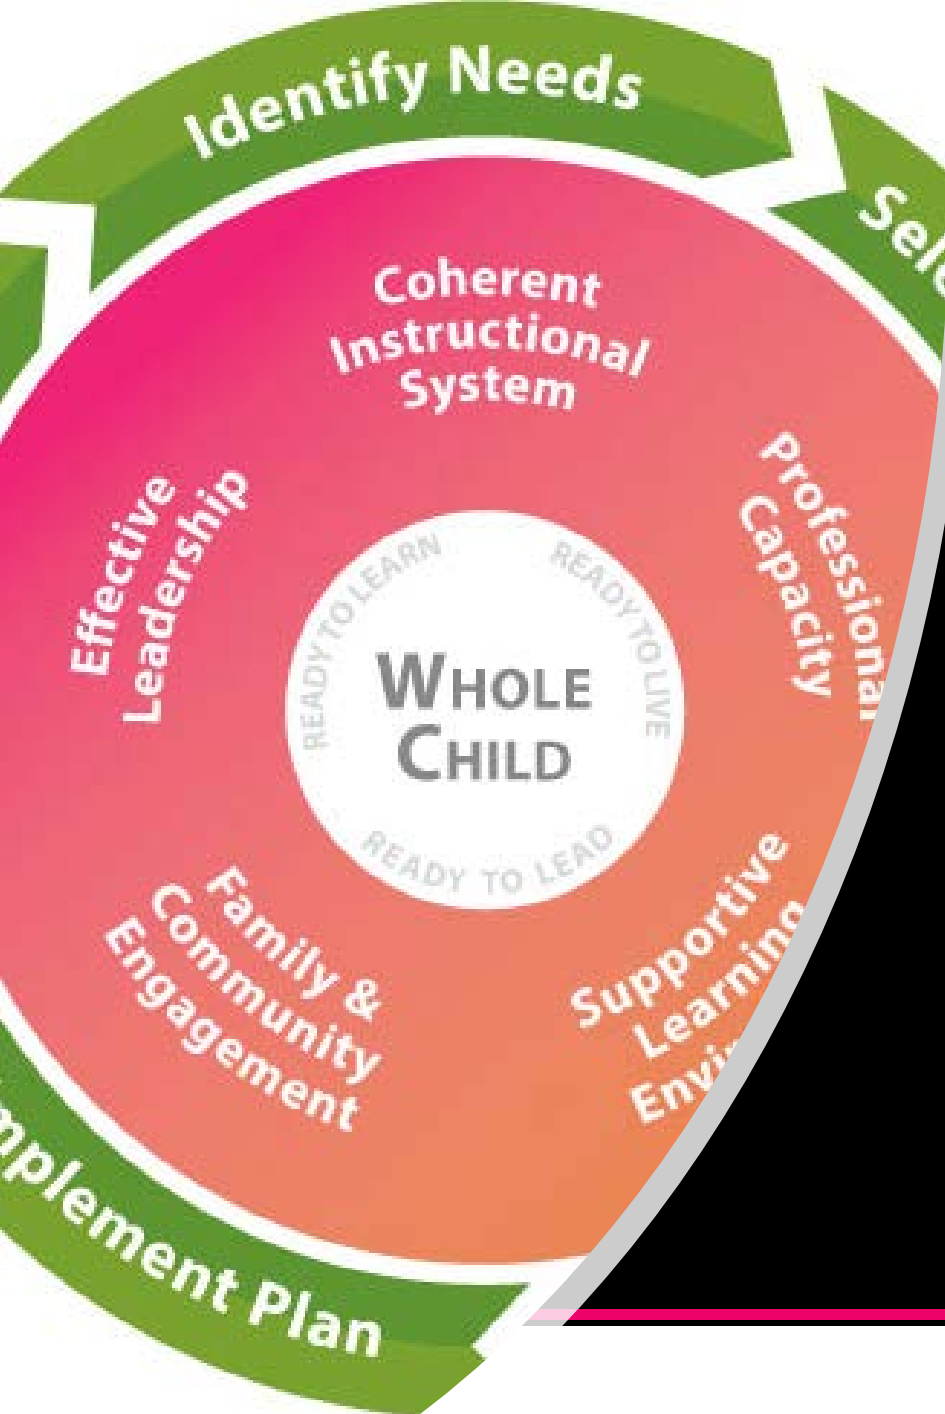 Identify Needs
Coherent
Instructional
System
Professional
Capacity
Effective
Leadership
READY TO LEARN
READY TO LIVE
WHOLE
CHILD
READY TO LEAD
Supportive
Learning
Family &
Community
Engagement
Plan